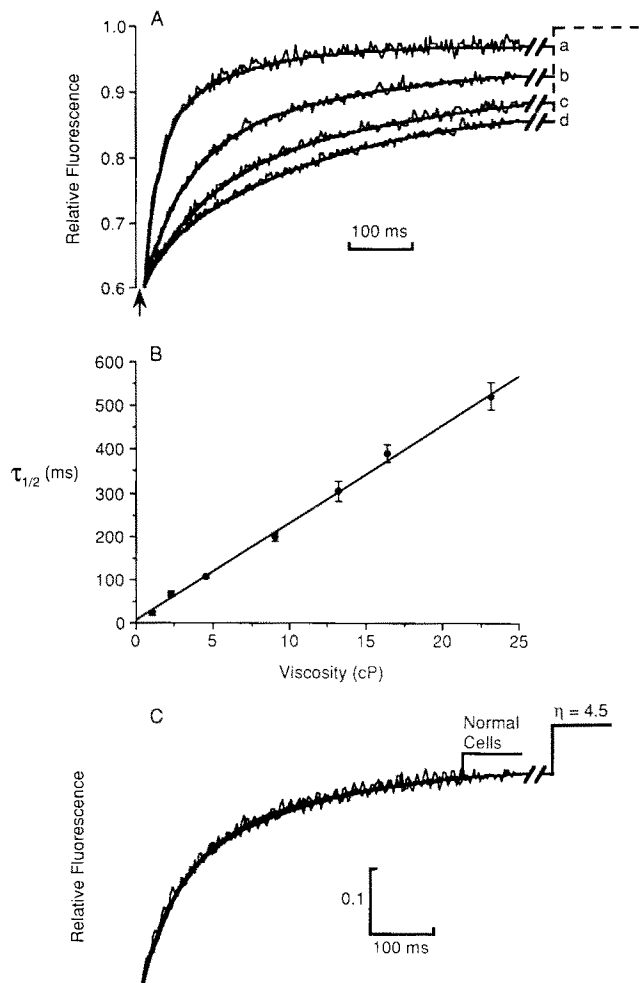 A
1.0
0.9
0.8
0.7
0.6
Relative Fluorescence
a
b
c
d
100 ms
B
600
500
400
300
200
100
0
τ1/2 (ms)
0 5 10 15 20 25
Viscosity (cP)
C
Relative Fluorescence
Normal
Cells
η = 4.5
0.1
100 ms